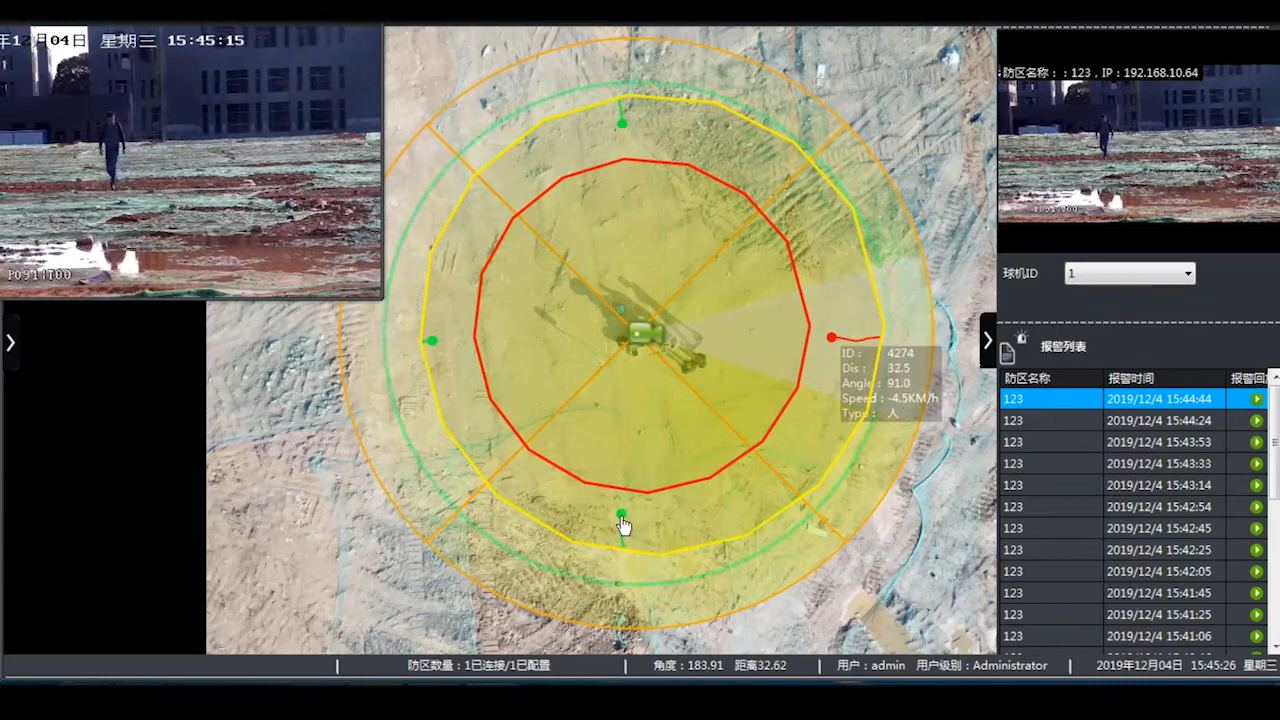 年12月04日 星期三 15:45:15
P091T00
ID： 4274
Dis： 32.5
Angle： 91.0
Speed： -4.5KM/h
Type： 人
防区名称：：123，IP：192.168.10.64
球机ID 1
报警列表
防区名称 报警时间 报警回
123 2019/12/4 15:44:44
123 2019/12/4 15:44:24
123 2019/12/4 15:43:53
123 2019/12/4 15:43:33
123 2019/12/4 15:43:14
123 2019/12/4 15:42:54
123 2019/12/4 15:42:45
123 2019/12/4 15:42:25
123 2019/12/4 15:42:05
123 2019/12/4 15:41:45
123 2019/12/4 15:41:25
123 2019/12/4 15:41:06
防区数量：1已连接/1已配置 角度：183.91 距离32.62 用户：admin 用户级别：Administrator 2019年12月04日 15:45:26 星期三